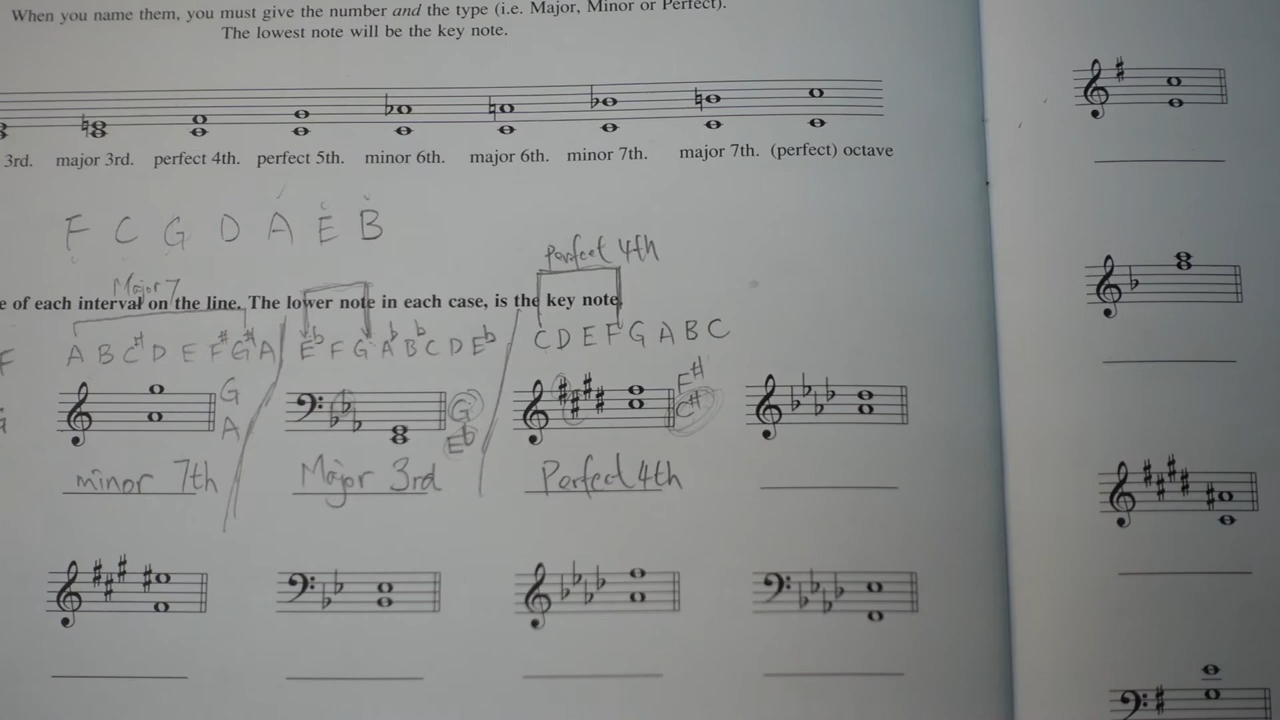 When you name them, you must give the number and the type (i.e. Major, Minor or Perfect).
The lowest note will be the key note.
3rd. major 3rd. perfect 4th. perfect 5th. minor 6th. major 6th. minor 7th. major 7th. (perfect) octave
F C G D A E B
Perfect 4th
Major 7
e of each interval on the line. The lower note in each case, is the key note.
F A B C# D E F# G# A E♭ F G A♭ B♭ C D E♭ C D E F G A B C
G G F#
A E♭ C#
minor 7th Major 3rd Perfect 4th